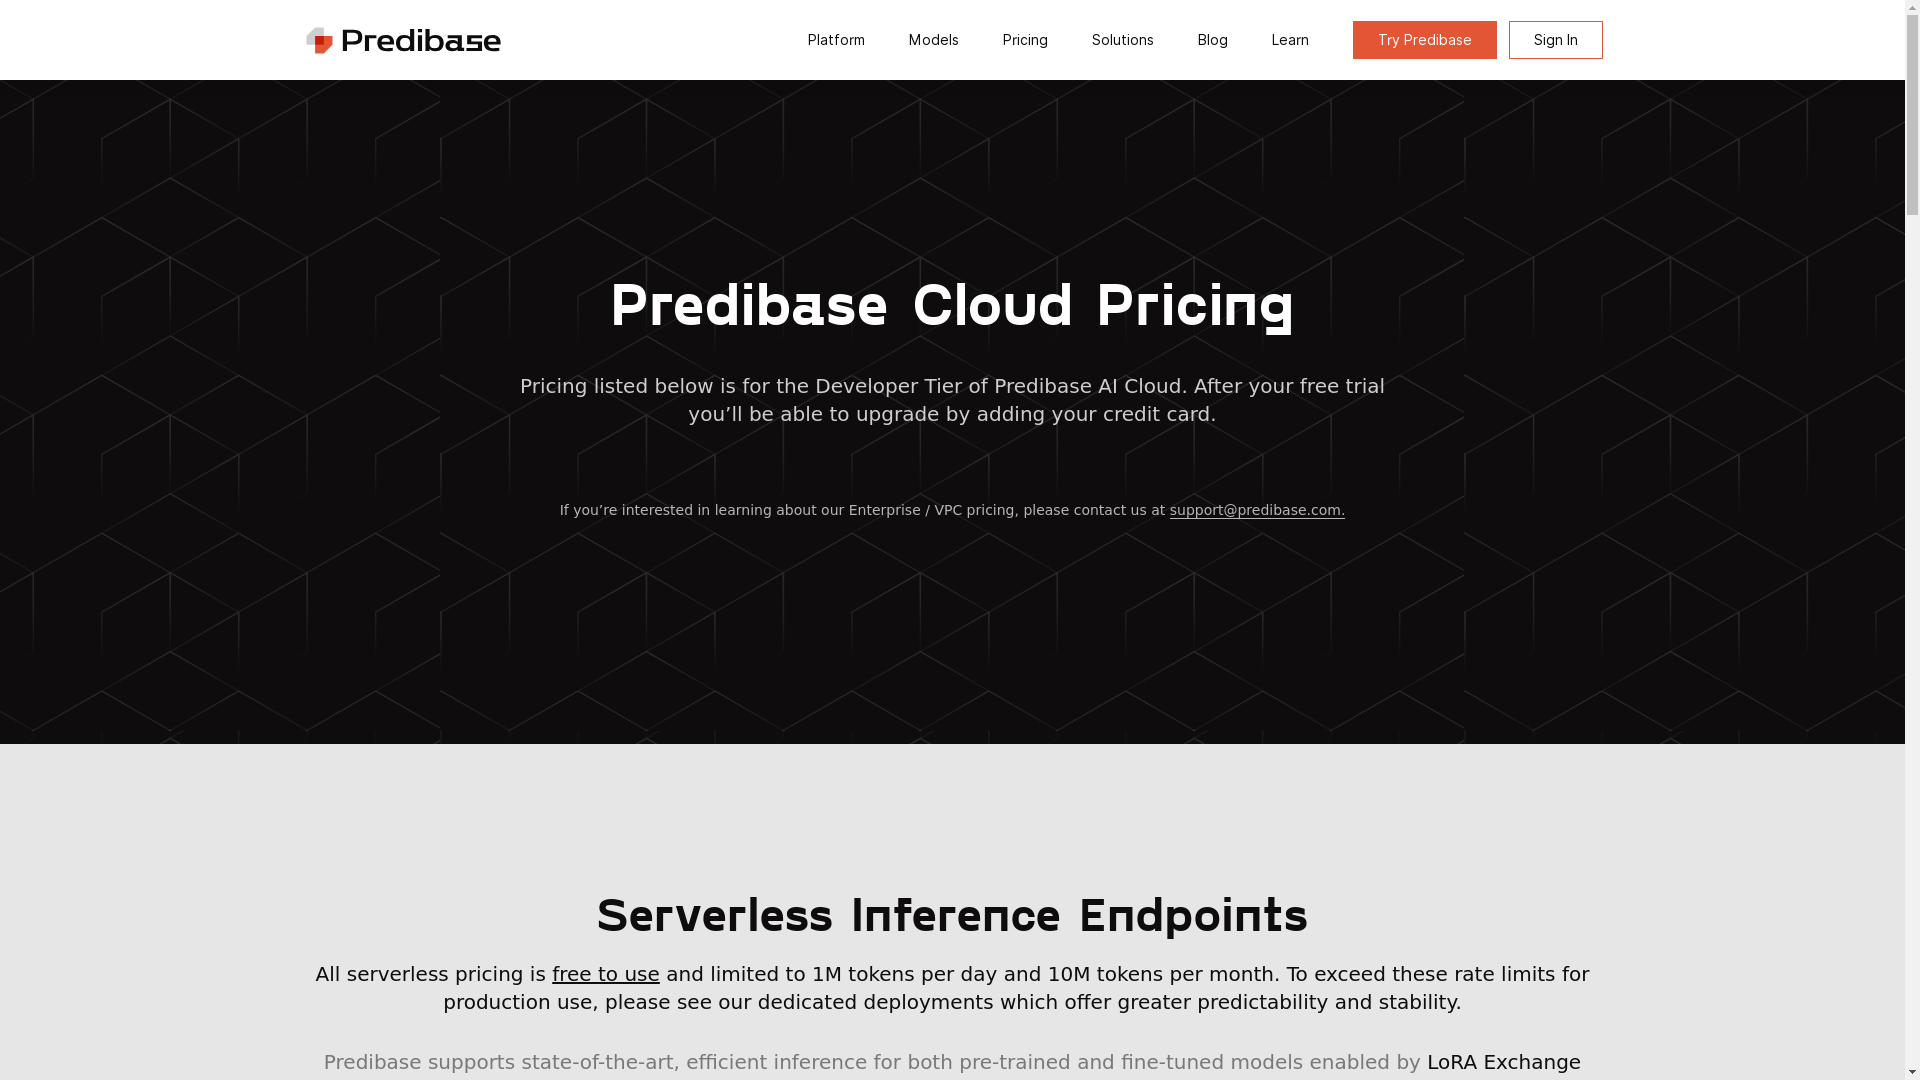 Predibase
Platform
Models
Pricing
Solutions
Blog
Learn
Try Predibase
Sign In
Predibase Cloud Pricing
Pricing listed below is for the Developer Tier of Predibase AI Cloud. After your free trial
you’ll be able to upgrade by adding your credit card.
If you’re interested in learning about our Enterprise / VPC pricing, please contact us at support@predibase.com.
Serverless Inference Endpoints
All serverless pricing is free to use and limited to 1M tokens per day and 10M tokens per month. To exceed these rate limits for
production use, please see our dedicated deployments which offer greater predictability and stability.
Predibase supports state-of-the-art, efficient inference for both pre-trained and fine-tuned models enabled by LoRA Exchange